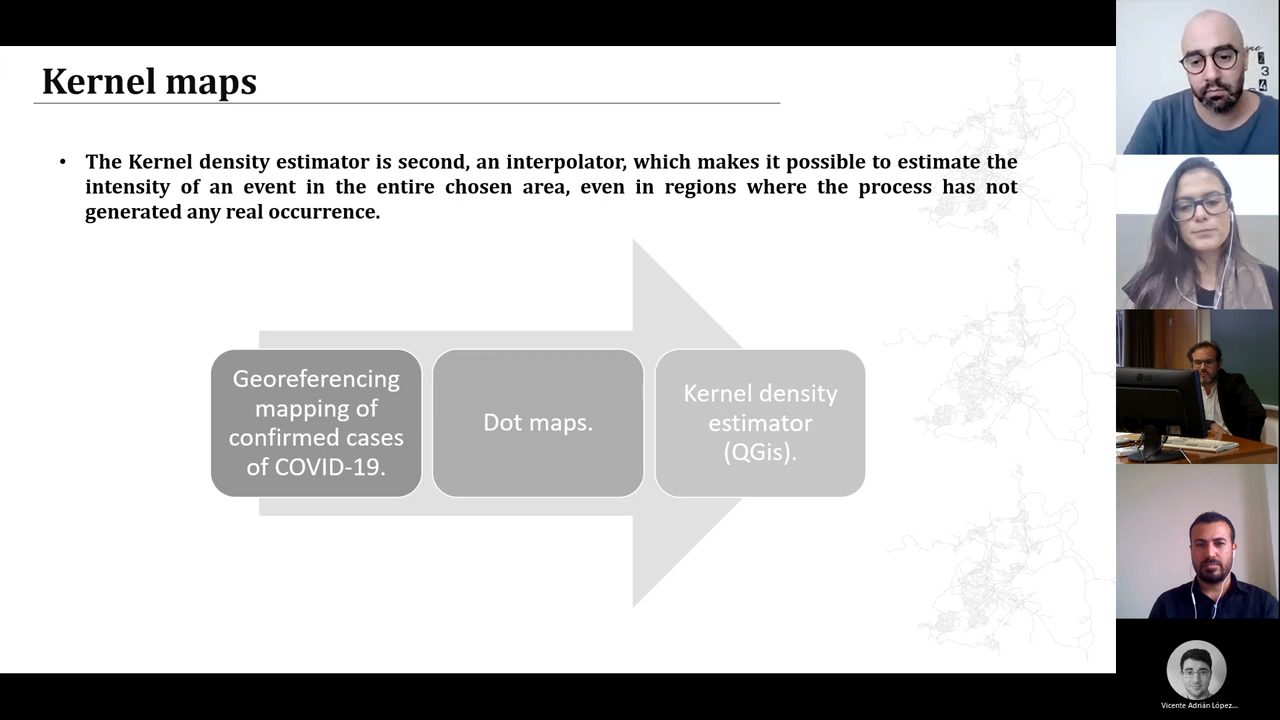 Kernel maps
• The Kernel density estimator is second, an interpolator, which makes it possible to estimate the
intensity of an event in the entire chosen area, even in regions where the process has not
generated any real occurrence.
Georeferencing
mapping of
confirmed cases
of COVID-19.
Dot maps.
Kernel density
estimator
(QGis).
LG
Vicente Adrián López...